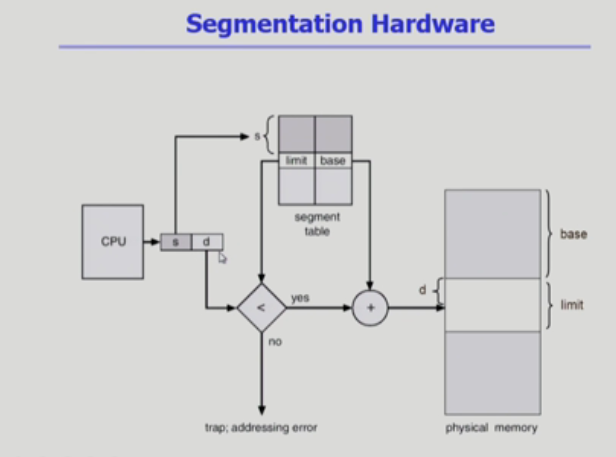 Segmentation Hardware
s
limit base
segment
table
CPU
s d
base
d
limit
<
yes
+
no
trap; addressing error
physical memory